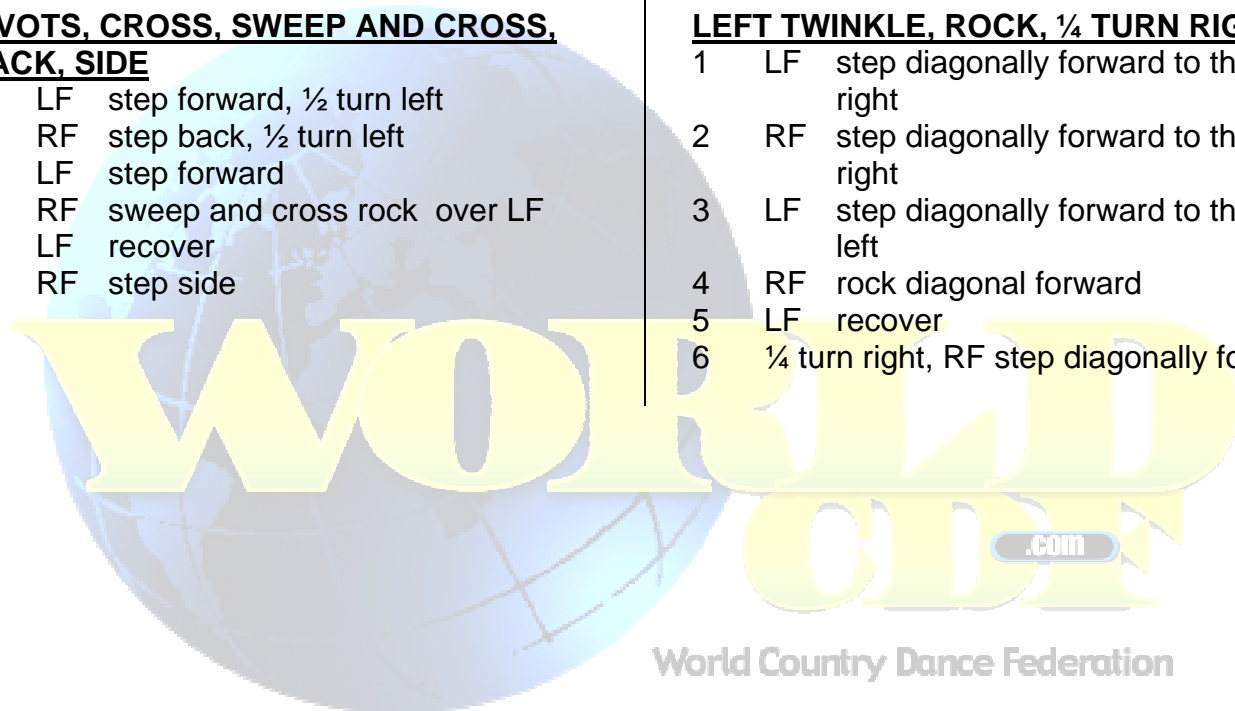 VOTS, CROSS, SWEEP AND CROSS,
ACK, SIDE
LF step forward, ½ turn left
RF step back, ½ turn left
LF step forward
RF sweep and cross rock over LF
LF recover
RF step side
LEFT TWINKLE, ROCK, ¼ TURN RIG
1 LF step diagonally forward to th
right
2 RF step diagonally forward to th
right
3 LF step diagonally forward to th
left
4 RF rock diagonal forward
5 LF recover
6 ¼ turn right, RF step diagonally fo
WORLD
CDF
.com
World Country Dance Federation